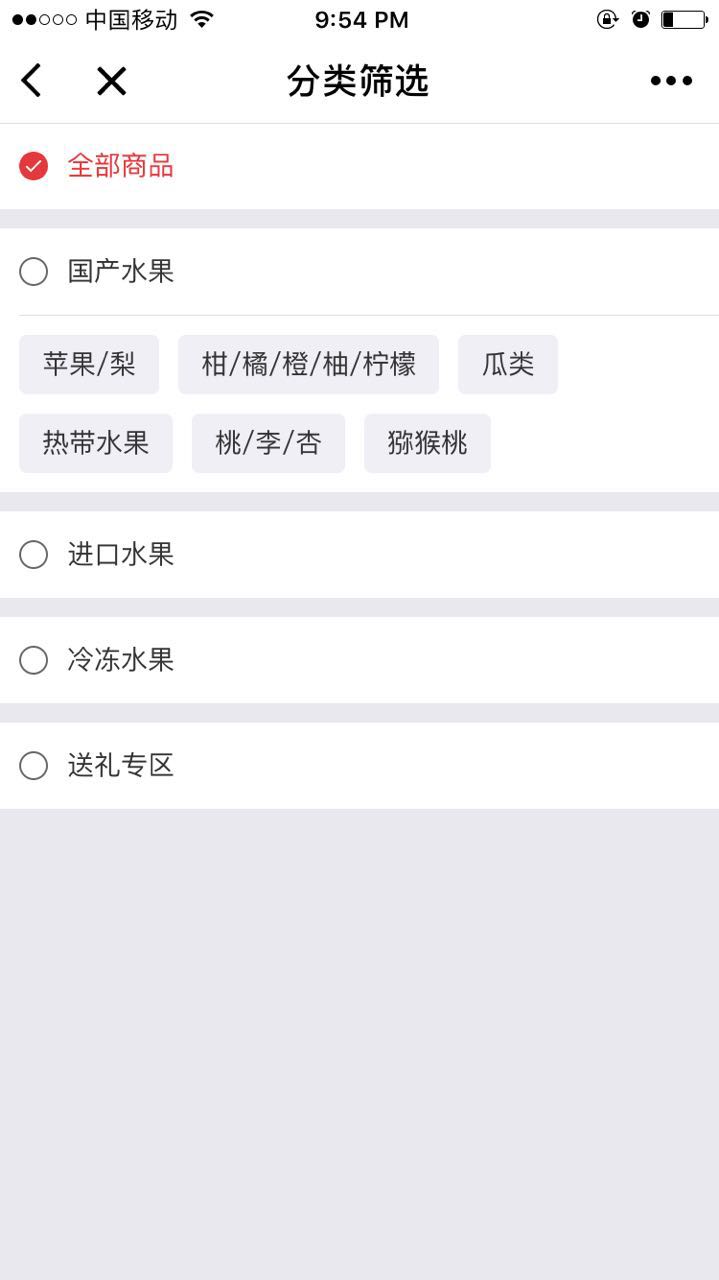 中国移动 9:54 PM
分类筛选
全部商品
国产水果
苹果/梨 柑/橘/橙/柚/柠檬 瓜类
热带水果 桃/李/杏 猕猴桃
进口水果
冷冻水果
送礼专区